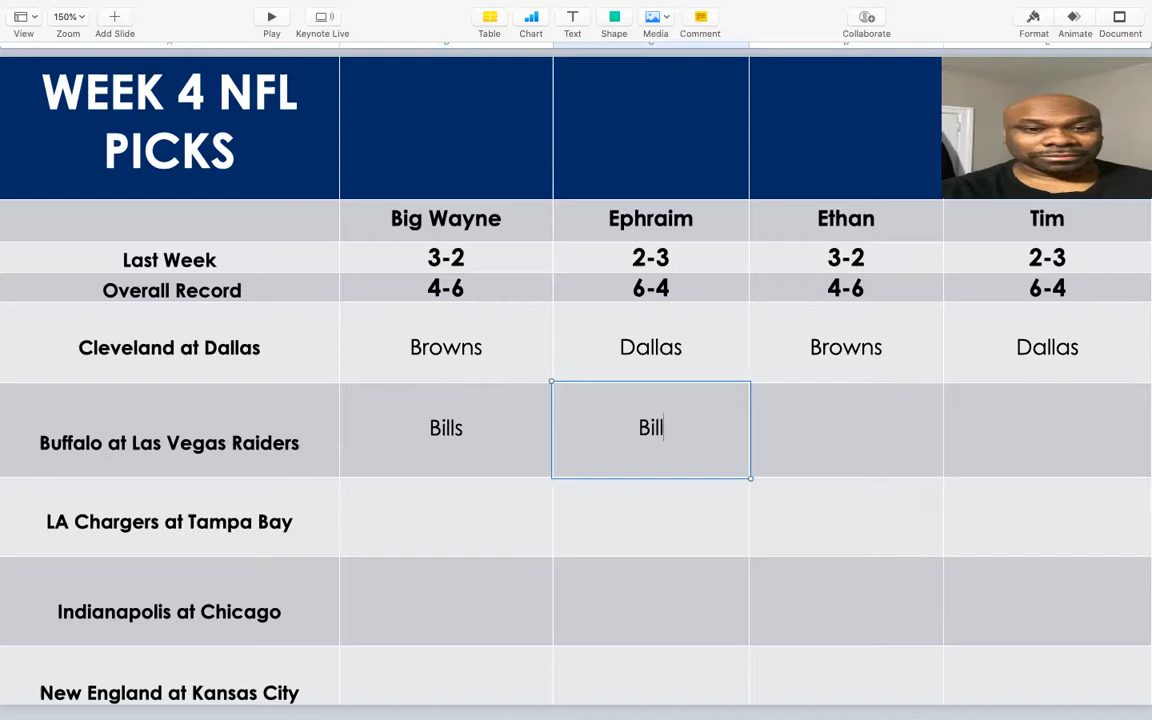 View
150%
Zoom
Add Slide
Play
Keynote Live
Table
Chart
Text
Shape
Media
Comment
Collaborate
Format
Animate
Document
WEEK 4 NFL
PICKS
Big Wayne Ephraim Ethan Tim
Last Week 3-2 2-3 3-2 2-3
Overall Record 4-6 6-4 4-6 6-4
Cleveland at Dallas Browns Dallas Browns Dallas
Buffalo at Las Vegas Raiders Bills Bill
LA Chargers at Tampa Bay
Indianapolis at Chicago
New England at Kansas City